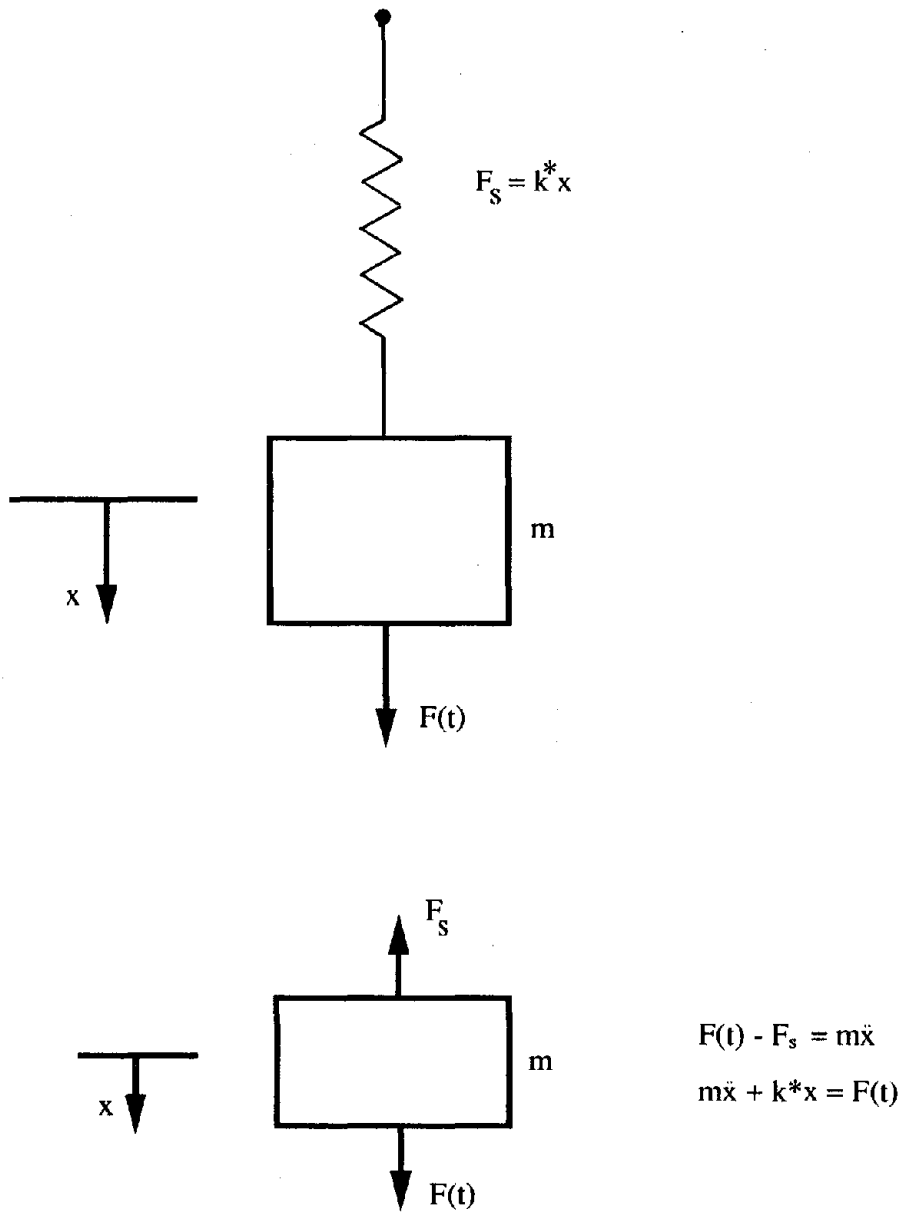 F_s = k*x
m
x
F(t)
F_s
F(t) - F_s = mẍ
m
mẍ + k*x = F(t)
x
F(t)